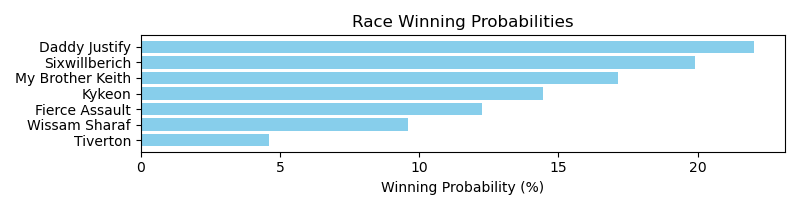 Race Winning Probabilities
Daddy Justify
Sixwillberich
My Brother Keith
Kykeon
Fierce Assault
Wissam Sharaf
Tiverton
0 5 10 15 20
Winning Probability (%)